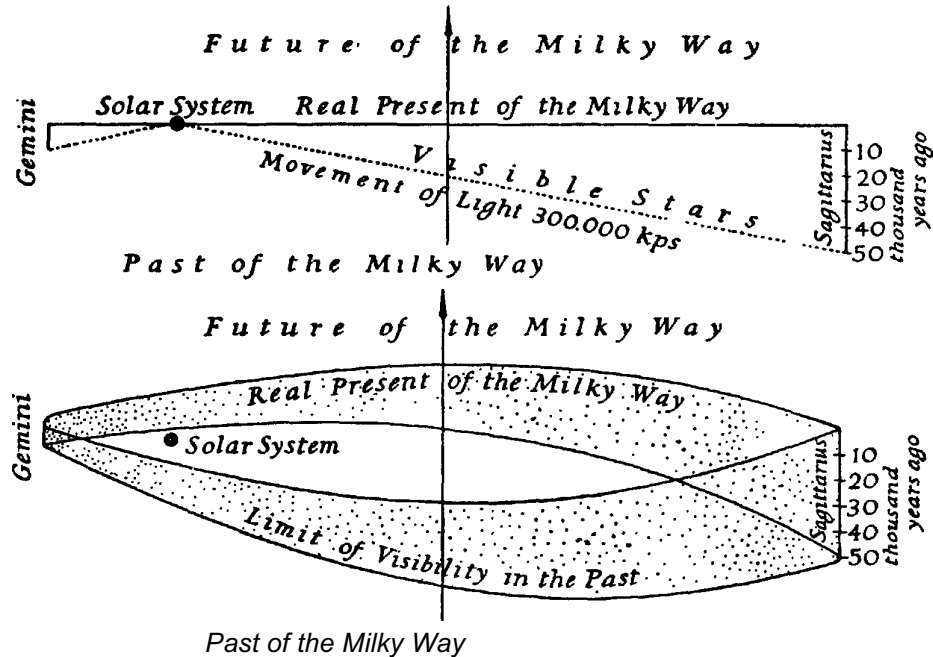 Future of the Milky Way
Gemini
Solar System
Real Present of the Milky Way
Visible Stars
Movement of Light 300.000 kps
Sagittarius
10
20
30
40
50
thousand
years ago
Past of the Milky Way
Future of the Milky Way
Gemini
Real Present of the Milky Way
Solar System
Limit of Visibility in the Past
Sagittarius
10
20
30
40
50
thousand
years ago
Past of the Milky Way